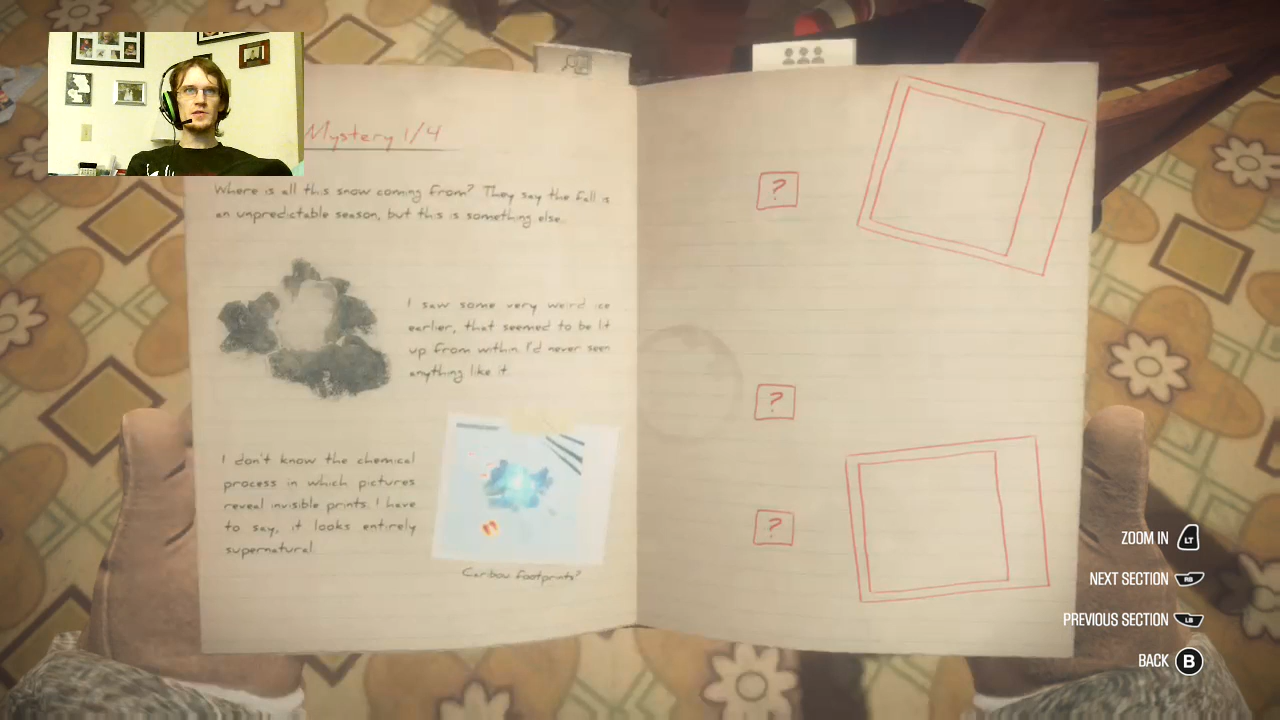 Mystery 1/4
Where is all this snow coming from? They say the fall is
an unpredictable season, but this is something else.
I saw some very weird ice
earlier, that seemed to be lit
up from within. I'd never seen
anything like it.
I don't know the chemical
process in which pictures
reveal invisible prints. I have
to say, it looks entirely
supernatural.
Caribou footprints?
?
?
?
ZOOM IN LT
NEXT SECTION RB
PREVIOUS SECTION LB
BACK B